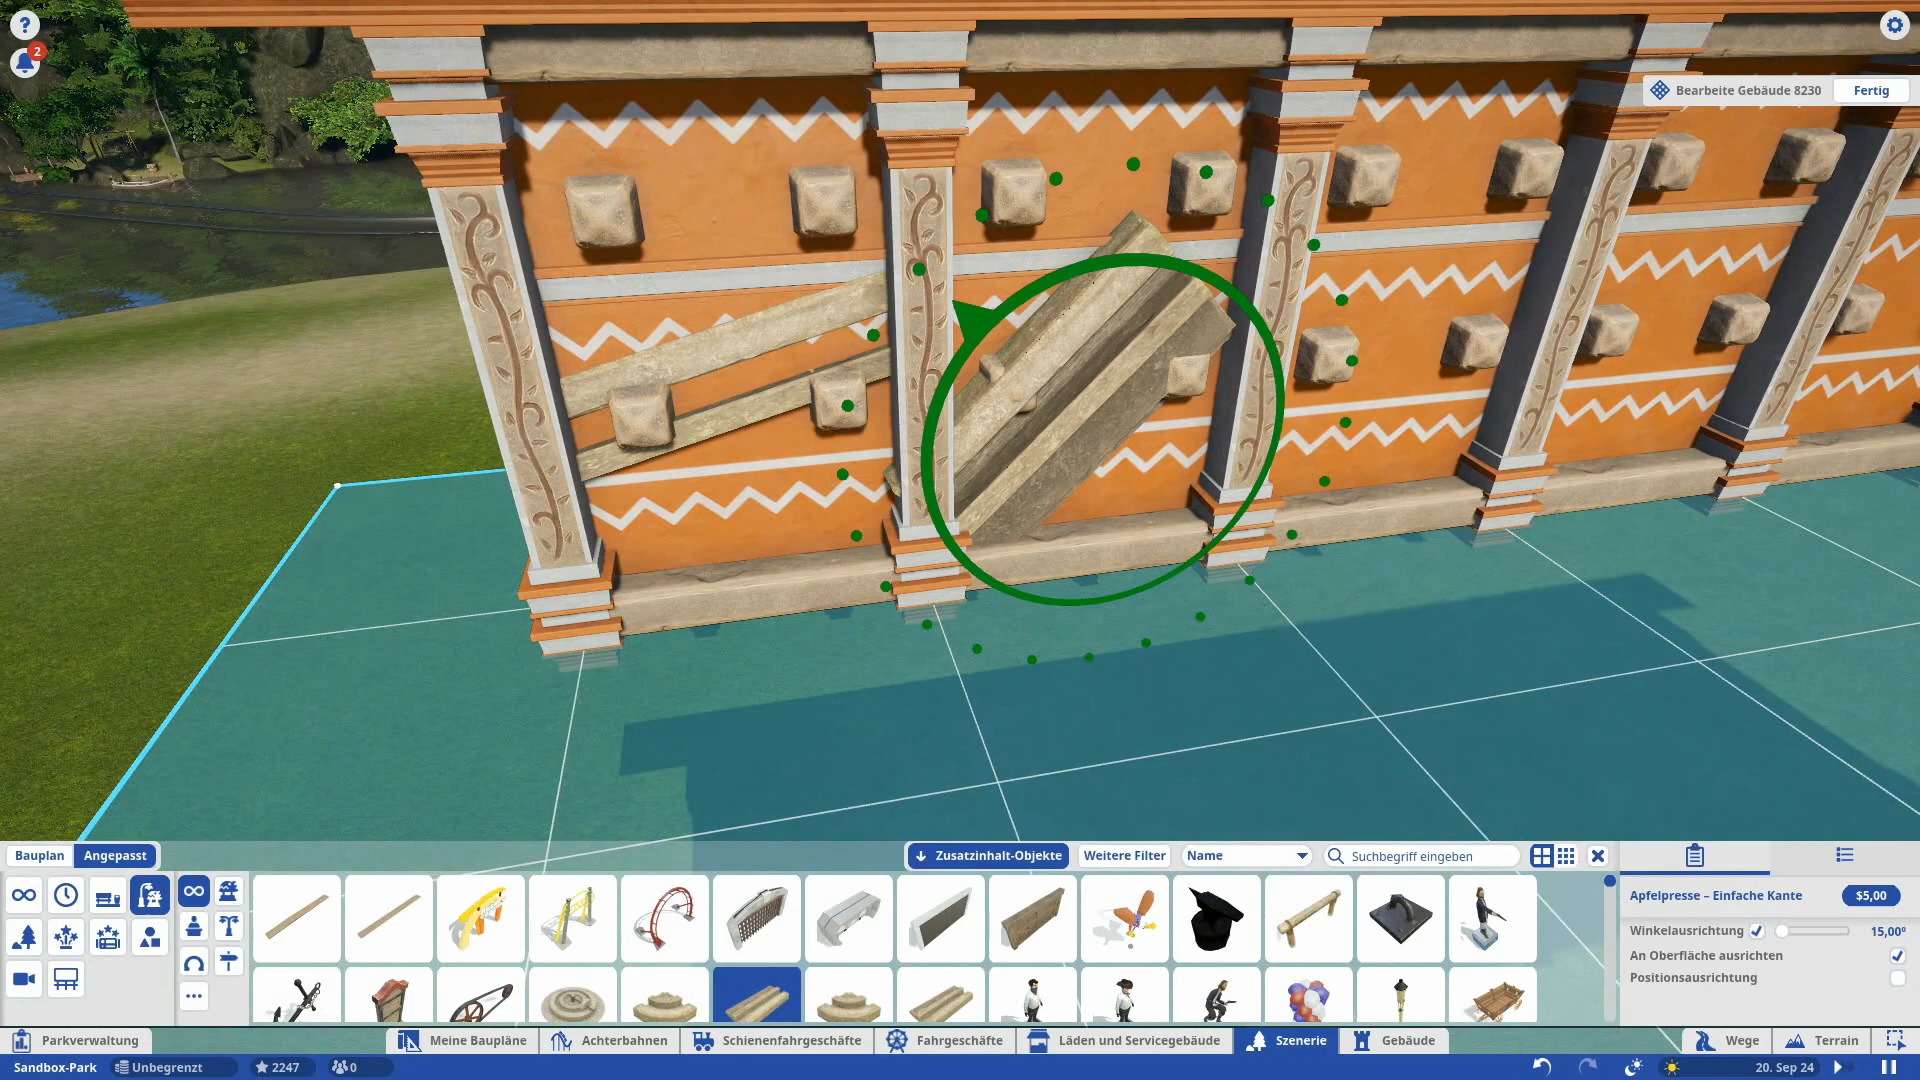 ?
2
Bearbeite Gebäude 8230
Fertig
Bauplan
Angepasst
Zusatzinhalt-Objekte
Weitere Filter
Name
Suchbegriff eingeben
Apfelpresse – Einfache Kante
$5,00
Winkelausrichtung
15,00º
An Oberfläche ausrichten
Positionsausrichtung
Parkverwaltung
Meine Baupläne
Achterbahnen
Schienenfahrgeschäfte
Fahrgeschäfte
Läden und Servicegebäude
Szenerie
Gebäude
Wege
Terrain
Sandbox-Park
Unbegrenzt
2247
0
20. Sep 24